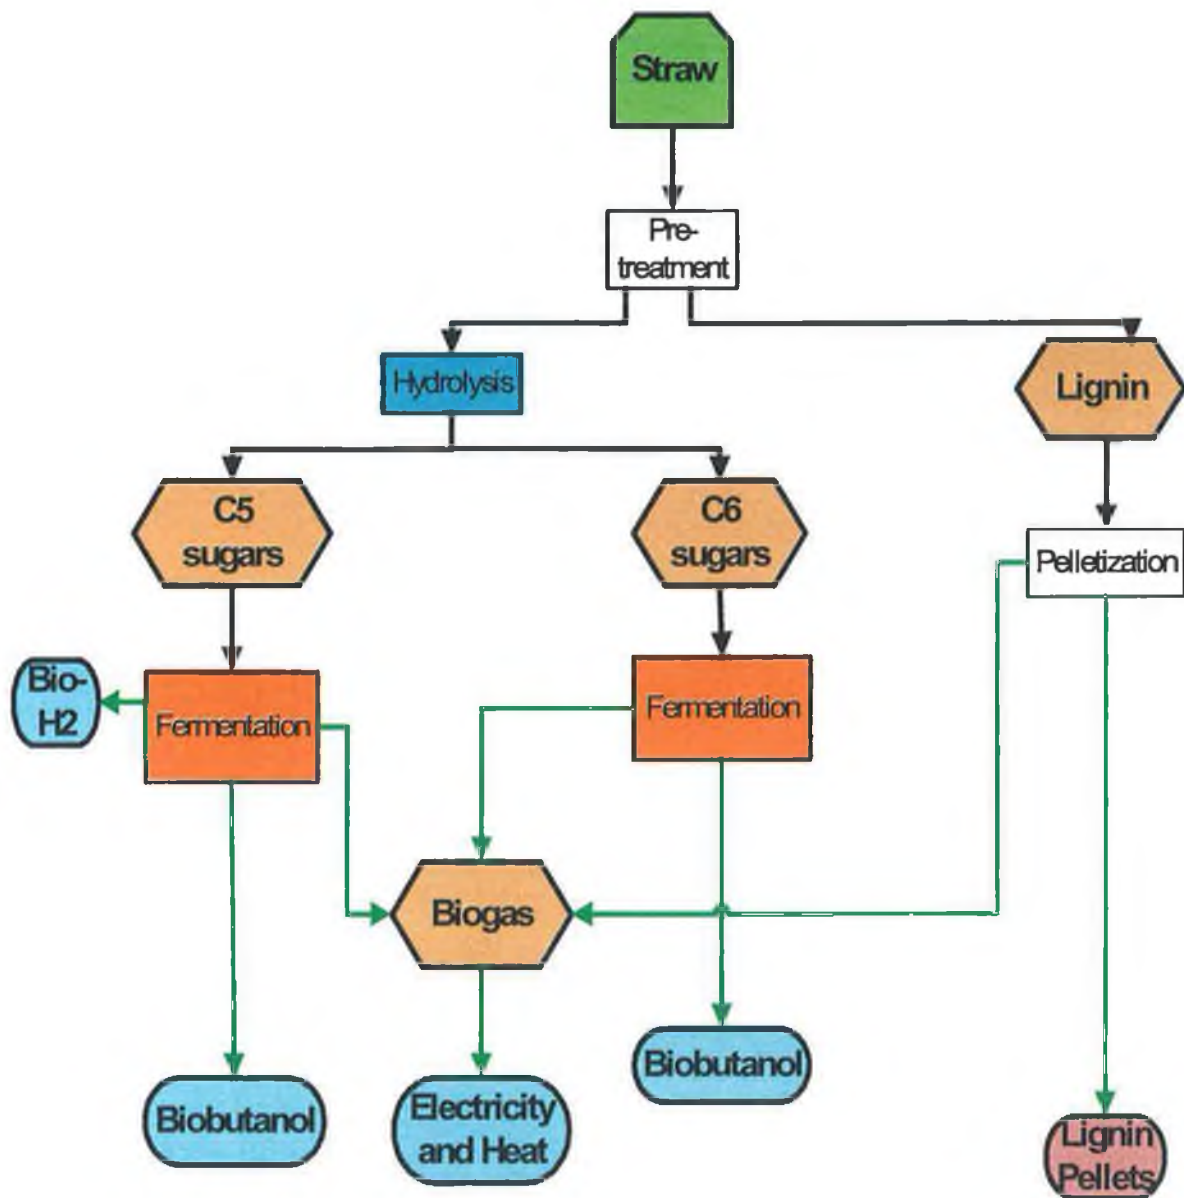 Straw
Pre-
treatment
Hydrolysis
Lignin
C5
sugars
C6
sugars
Pelletization
Bio-
H2
Fermentation
Fermentation
Biogas
Biobutanol
Biobutanol
Electricity
and Heat
Lignin
Pellets